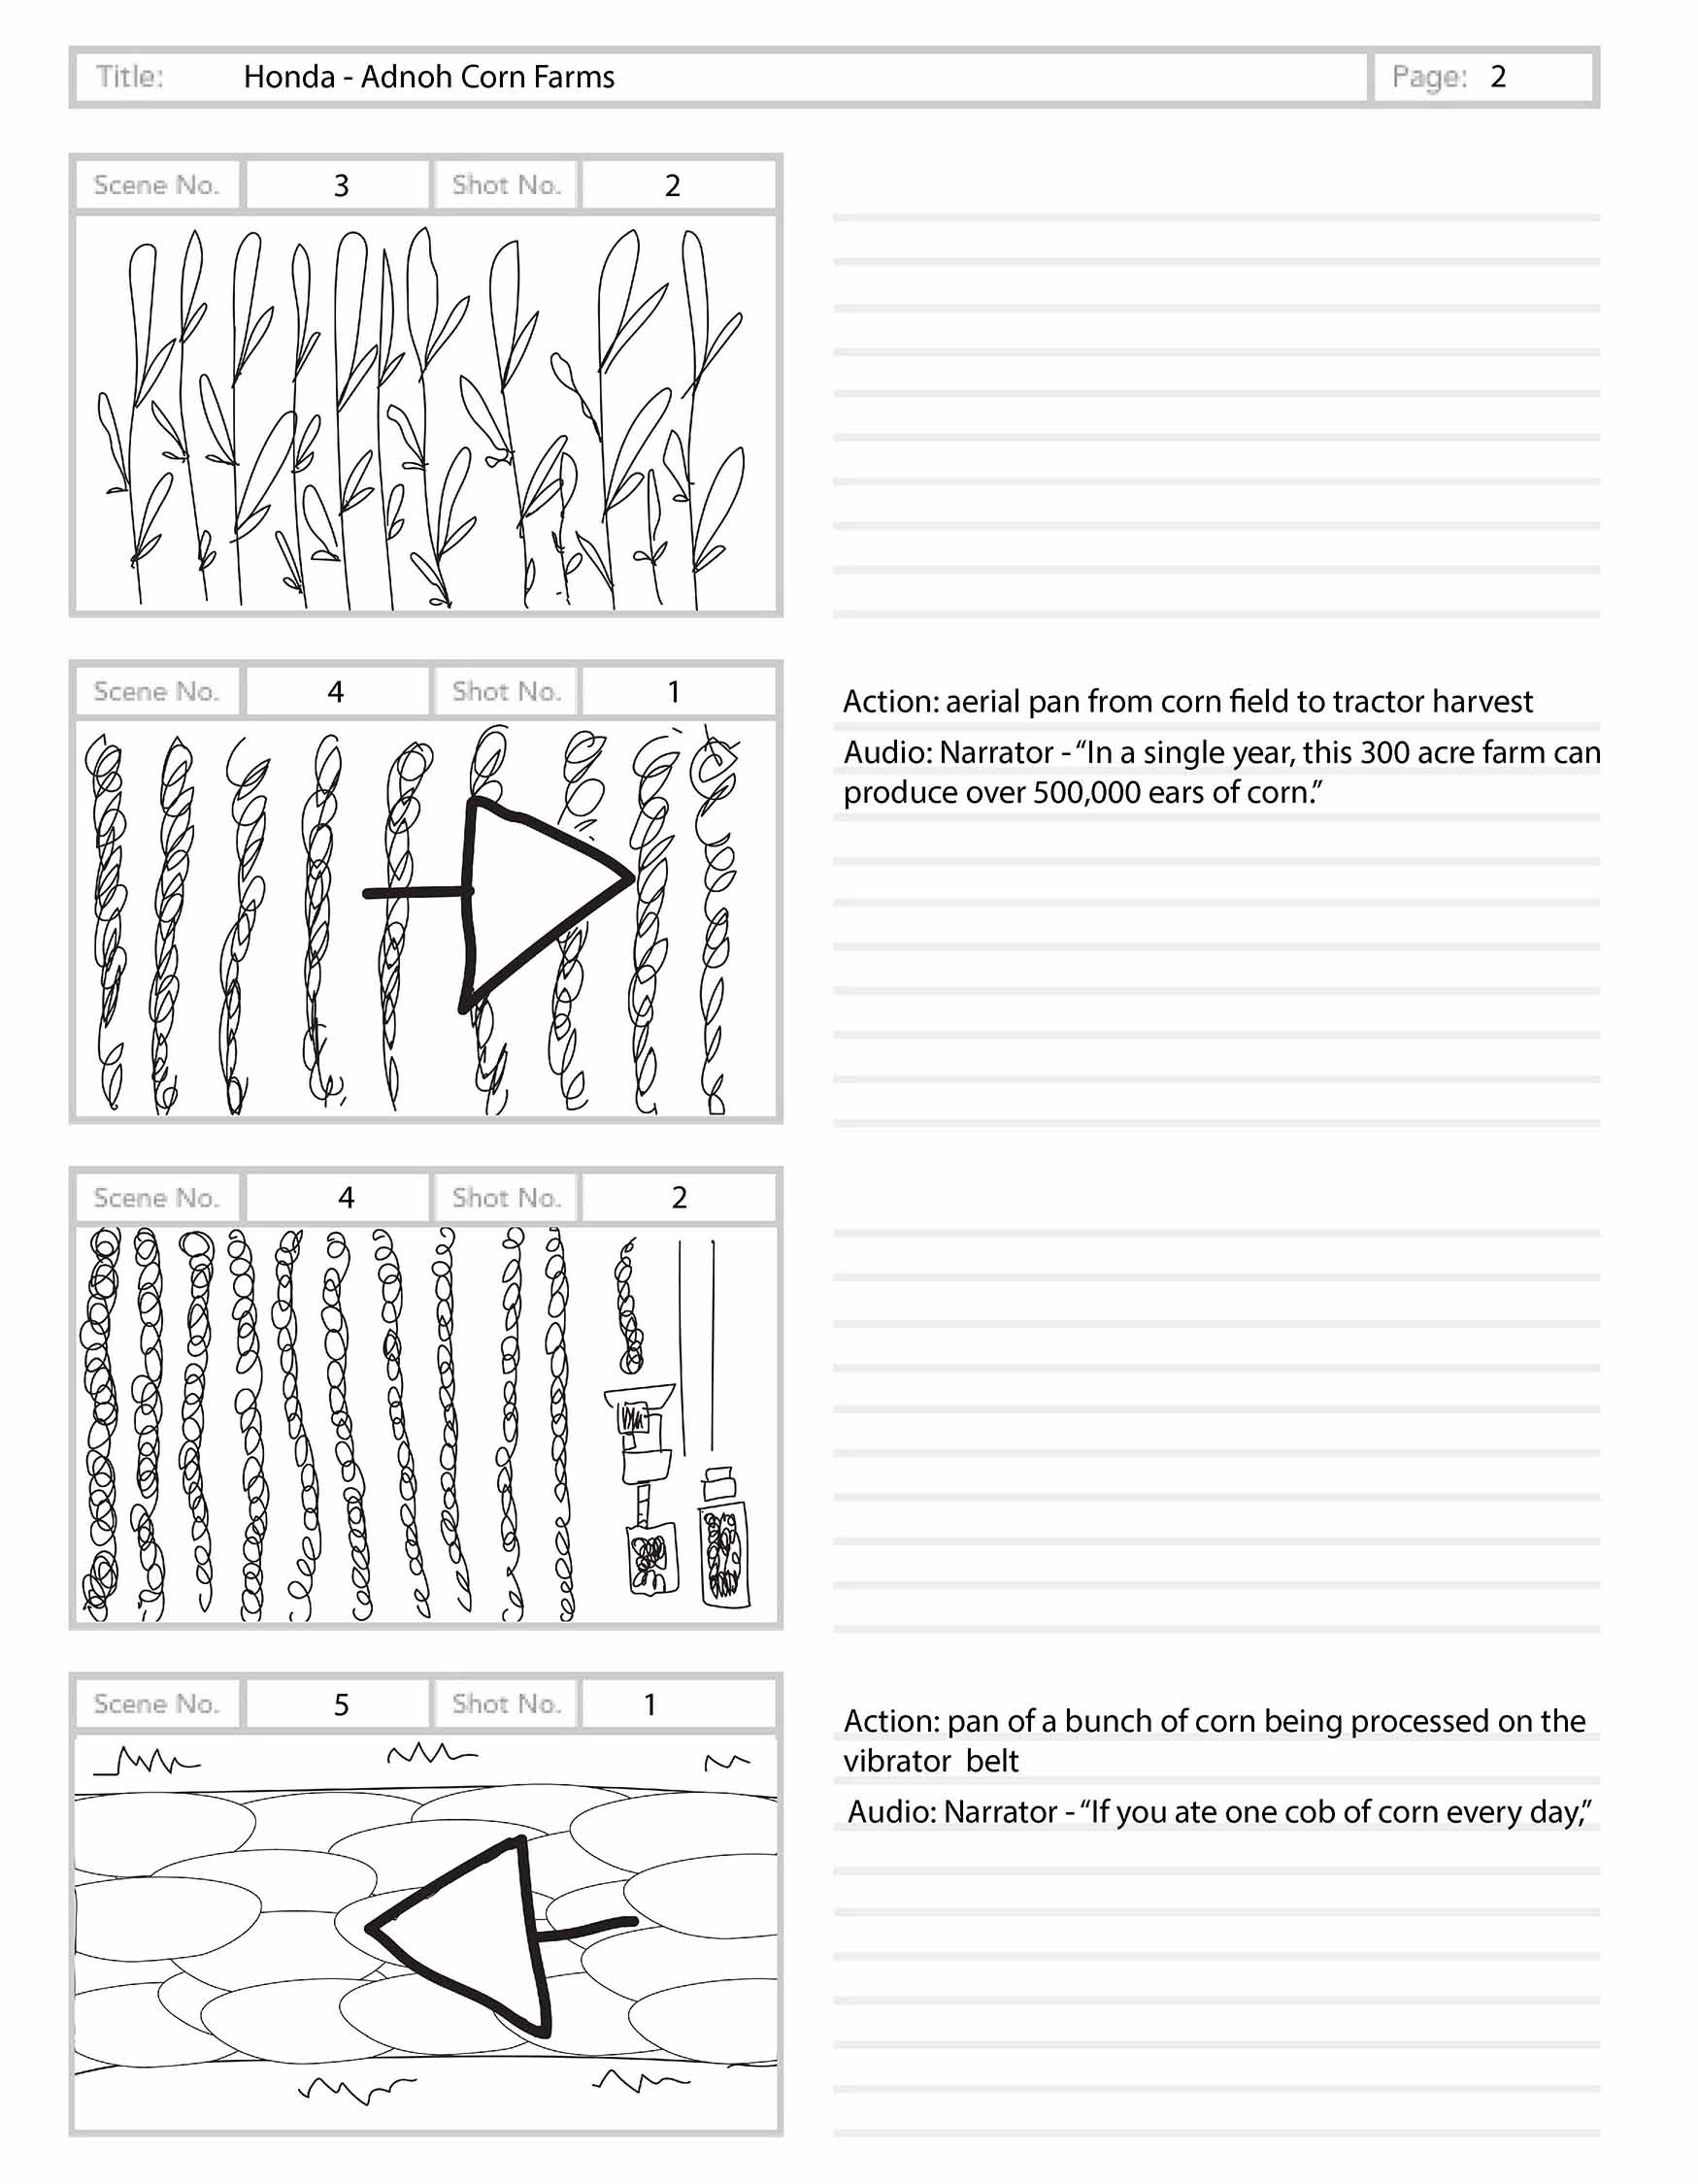 Title: Honda - Adnoh Corn Farms Page: 2
Scene No. 3 Shot No. 2
Scene No. 4 Shot No. 1
Action: aerial pan from corn field to tractor harvest
Audio: Narrator - “In a single year, this 300 acre farm can
produce over 500,000 ears of corn.”
Scene No. 4 Shot No. 2
Scene No. 5 Shot No. 1
Action: pan of a bunch of corn being processed on the
vibrator belt
Audio: Narrator - “If you ate one cob of corn every day,”